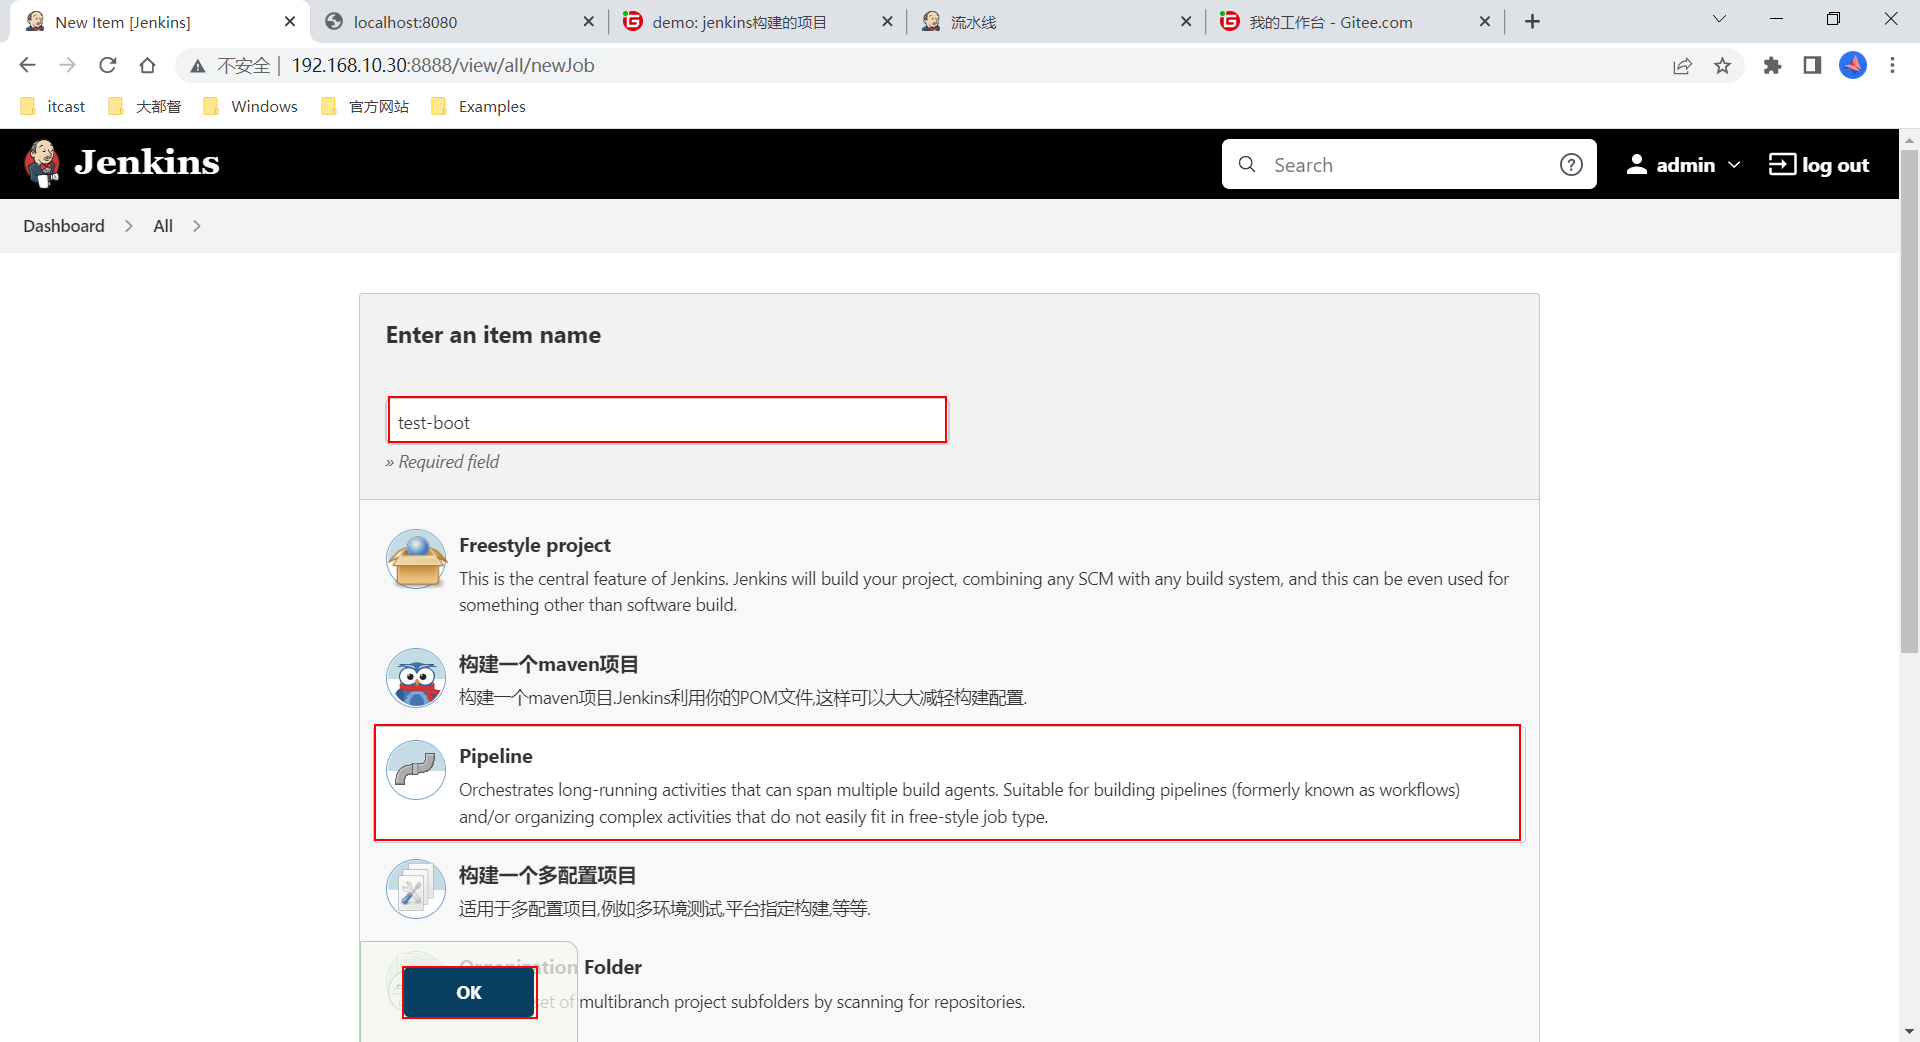 New Item [Jenkins]
localhost:8080
demo: jenkins构建的项目
流水线
我的工作台 - Gitee.com
不安全
192.168.10.30:8888/view/all/newJob
itcast
大都督
Windows
官方网站
Examples
Jenkins
Search
admin
log out
Dashboard
All
Enter an item name
test-boot
» Required field
Freestyle project
This is the central feature of Jenkins. Jenkins will build your project, combining any SCM with any build system, and this can be even used for
something other than software build.
构建一个maven项目
构建一个maven项目.Jenkins利用你的POM文件,这样可以大大减轻构建配置.
Pipeline
Orchestrates long-running activities that can span multiple build agents. Suitable for building pipelines (formerly known as workflows)
and/or organizing complex activities that do not easily fit in free-style job type.
构建一个多配置项目
适用于多配置项目,例如多环境测试,平台指定构建,等等.
Organization Folder
set of multibranch project subfolders by scanning for repositories.
OK